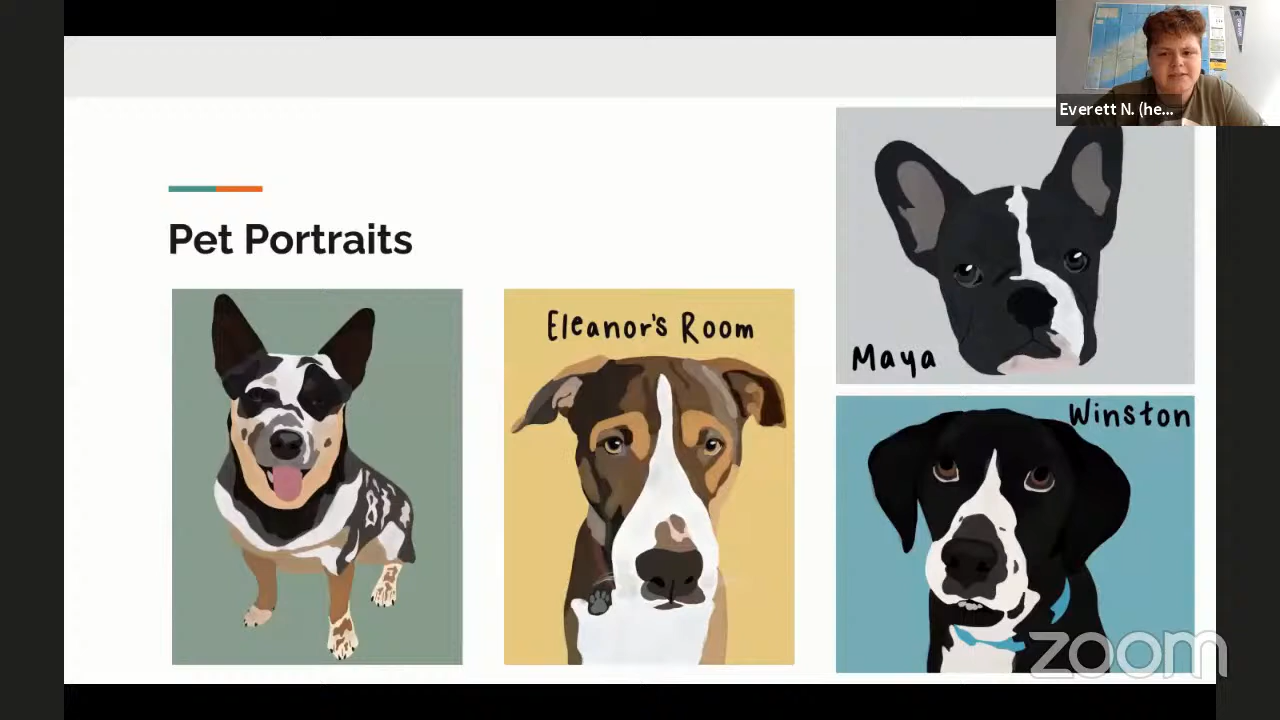 Everett N. (he...
Pet Portraits
Eleanor's Room
Maya
Winston
zoom